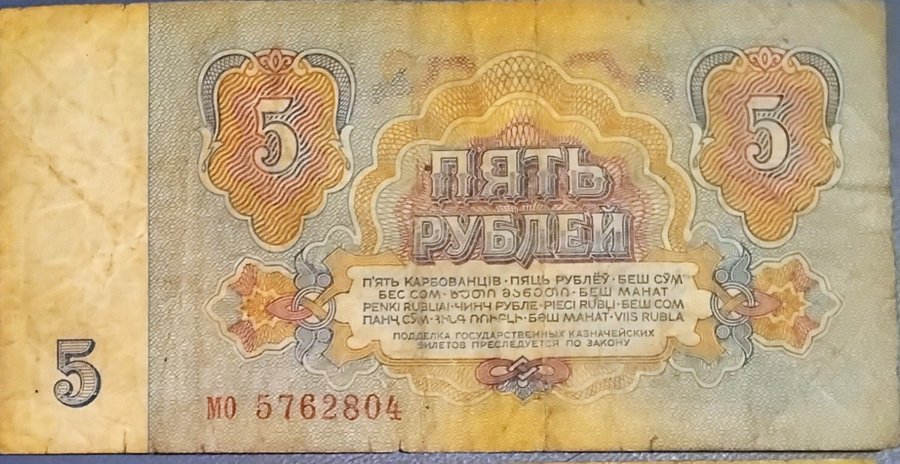 5 5
ПЯТЬ
РУБЛЕЙ
П'ЯТЬ КАРБОВАНЦІВ · ПЯЦЬ РУБЛЁЎ · БЕШ СЎМ
БЕС СОМ · ᲮᲣᲗᲘ ᲛᲐᲜᲔᲗᲘ · БЕШ МАНАТ
PENKI RUBLIAI · ЧИНЧЬ РУБЛЕ · PIECI RUBĻI · БЕШ СОМ
ПАНҶ СЎМ · ՀԻՆԳ ՌՈՒԲԼԻ · БӘШ МАНАТ · VIIS RUBLA
ПОДДЕЛКА ГОСУДАРСТВЕННЫХ КАЗНАЧЕЙСКИХ
БИЛЕТОВ ПРЕСЛЕДУЕТСЯ ПО ЗАКОНУ
5
МО 5762804